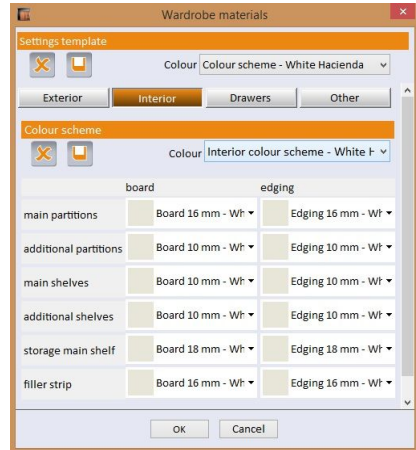 Wardrobe materials
Settings template
Colour Colour scheme - White Hacienda
Exterior Interior Drawers Other
Colour scheme
Colour Interior colour scheme - White H
board edging
main partitions Board 16 mm - Wh Edging 16 mm - Wh
additional partitions Board 10 mm - Wh Edging 10 mm - Wh
main shelves Board 10 mm - Wh Edging 10 mm - Wh
additional shelves Board 10 mm - Wh Edging 10 mm - Wh
storage main shelf Board 18 mm - Wh Edging 18 mm - Wh
filler strip Board 16 mm - Wh Edging 16 mm - Wh
OK Cancel